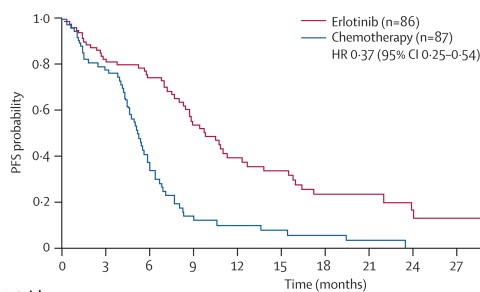 1·0
0·8
0·6
0·4
0·2
0
PFS probability
Erlotinib (n=86)
Chemotherapy (n=87)
HR 0·37 (95% CI 0·25–0·54)
0 3 6 9 12 15 18 21 24 27
Time (months)